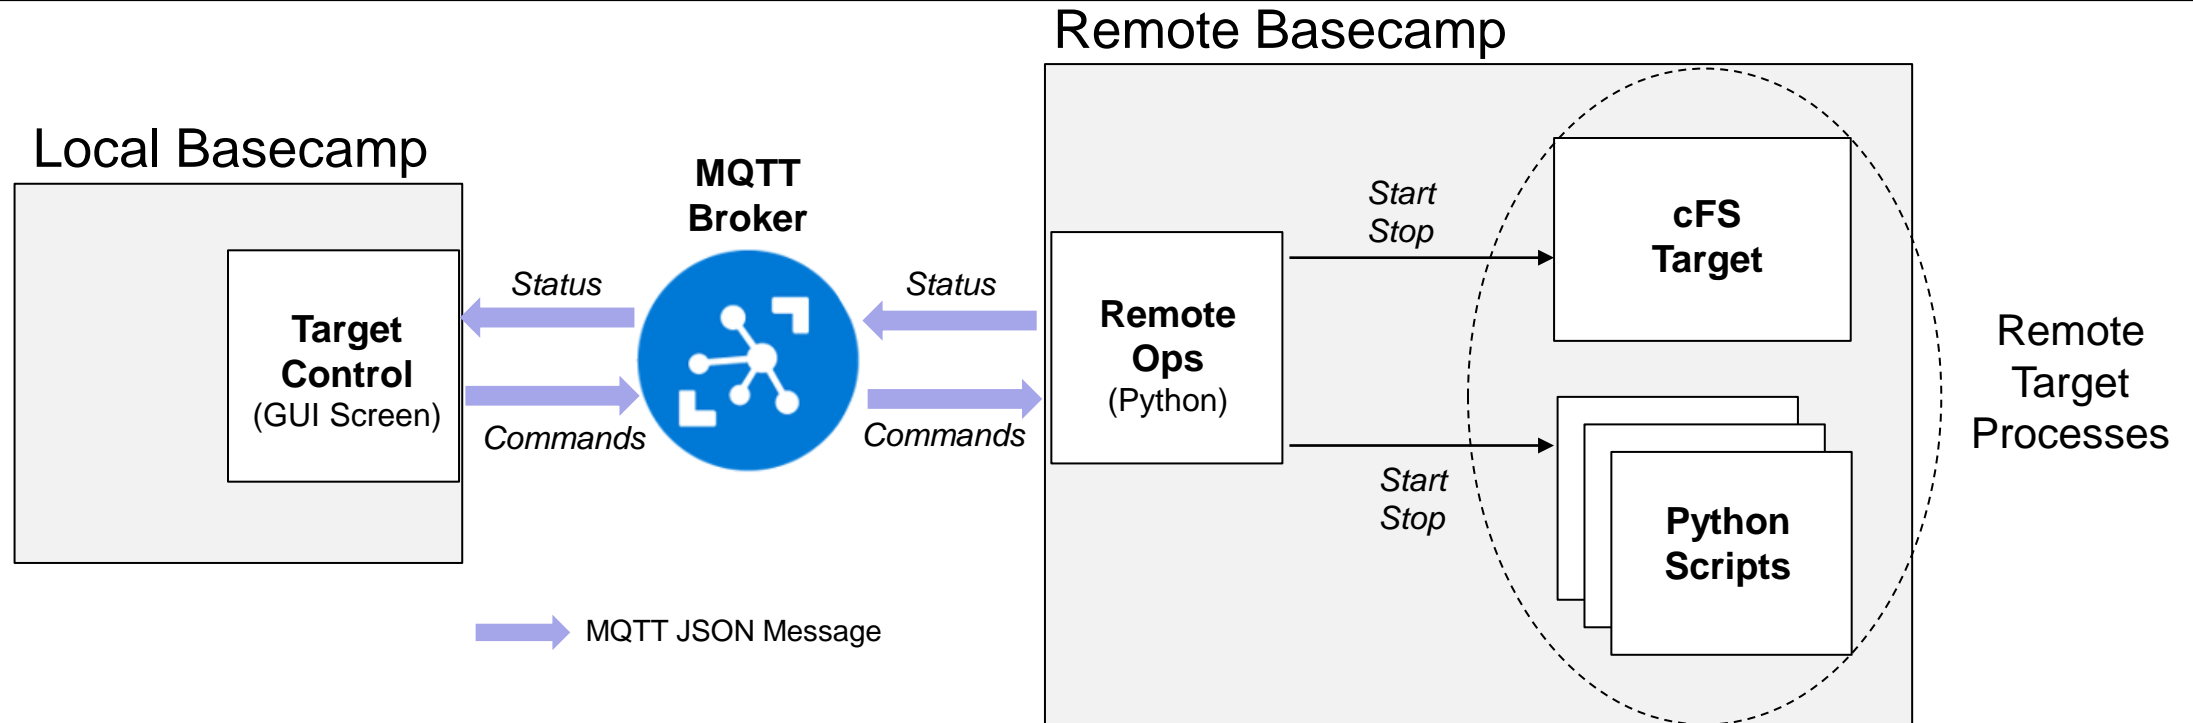 Remote Basecamp
Local Basecamp
MQTT
Broker
Status
Commands
Target
Control
(GUI Screen)
Status
Commands
Remote
Ops
(Python)
Start
Stop
Start
Stop
cFS
Target
Python
Scripts
Remote
Target
Processes
MQTT JSON Message